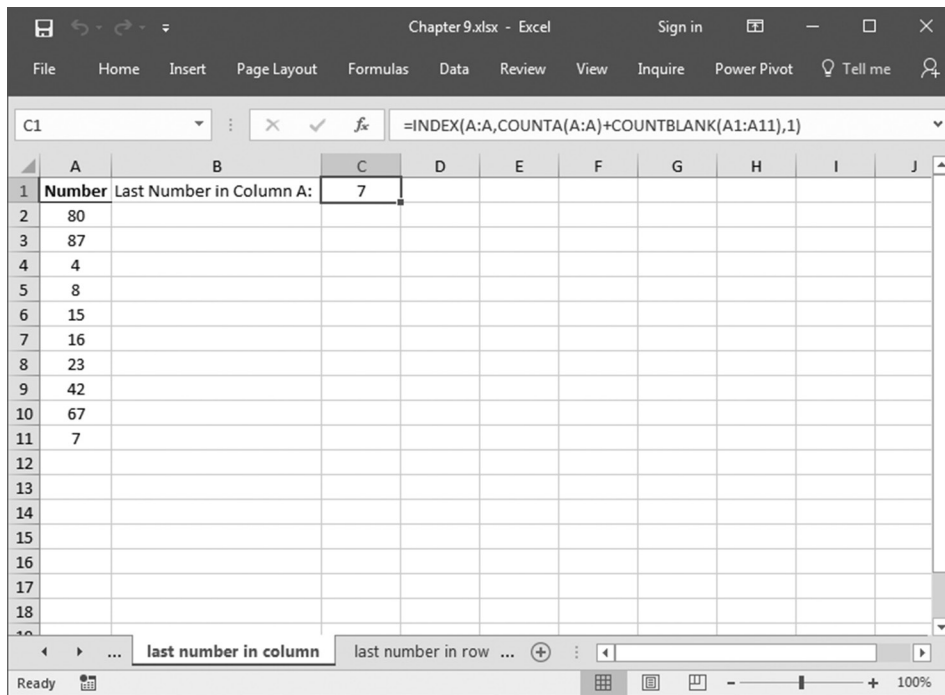 Chapter 9.xlsx - Excel Sign in
File Home Insert Page Layout Formulas Data Review View Inquire Power Pivot Tell me
C1 fx =INDEX(A:A,COUNTA(A:A)+COUNTBLANK(A1:A11),1)
A B C D E F G H I J
1 Number Last Number in Column A: 7
2 80
3 87
4 4
5 8
6 15
7 16
8 23
9 42
10 67
11 7
12
13
14
15
16
17
18
last number in column last number in row ...
Ready 100%